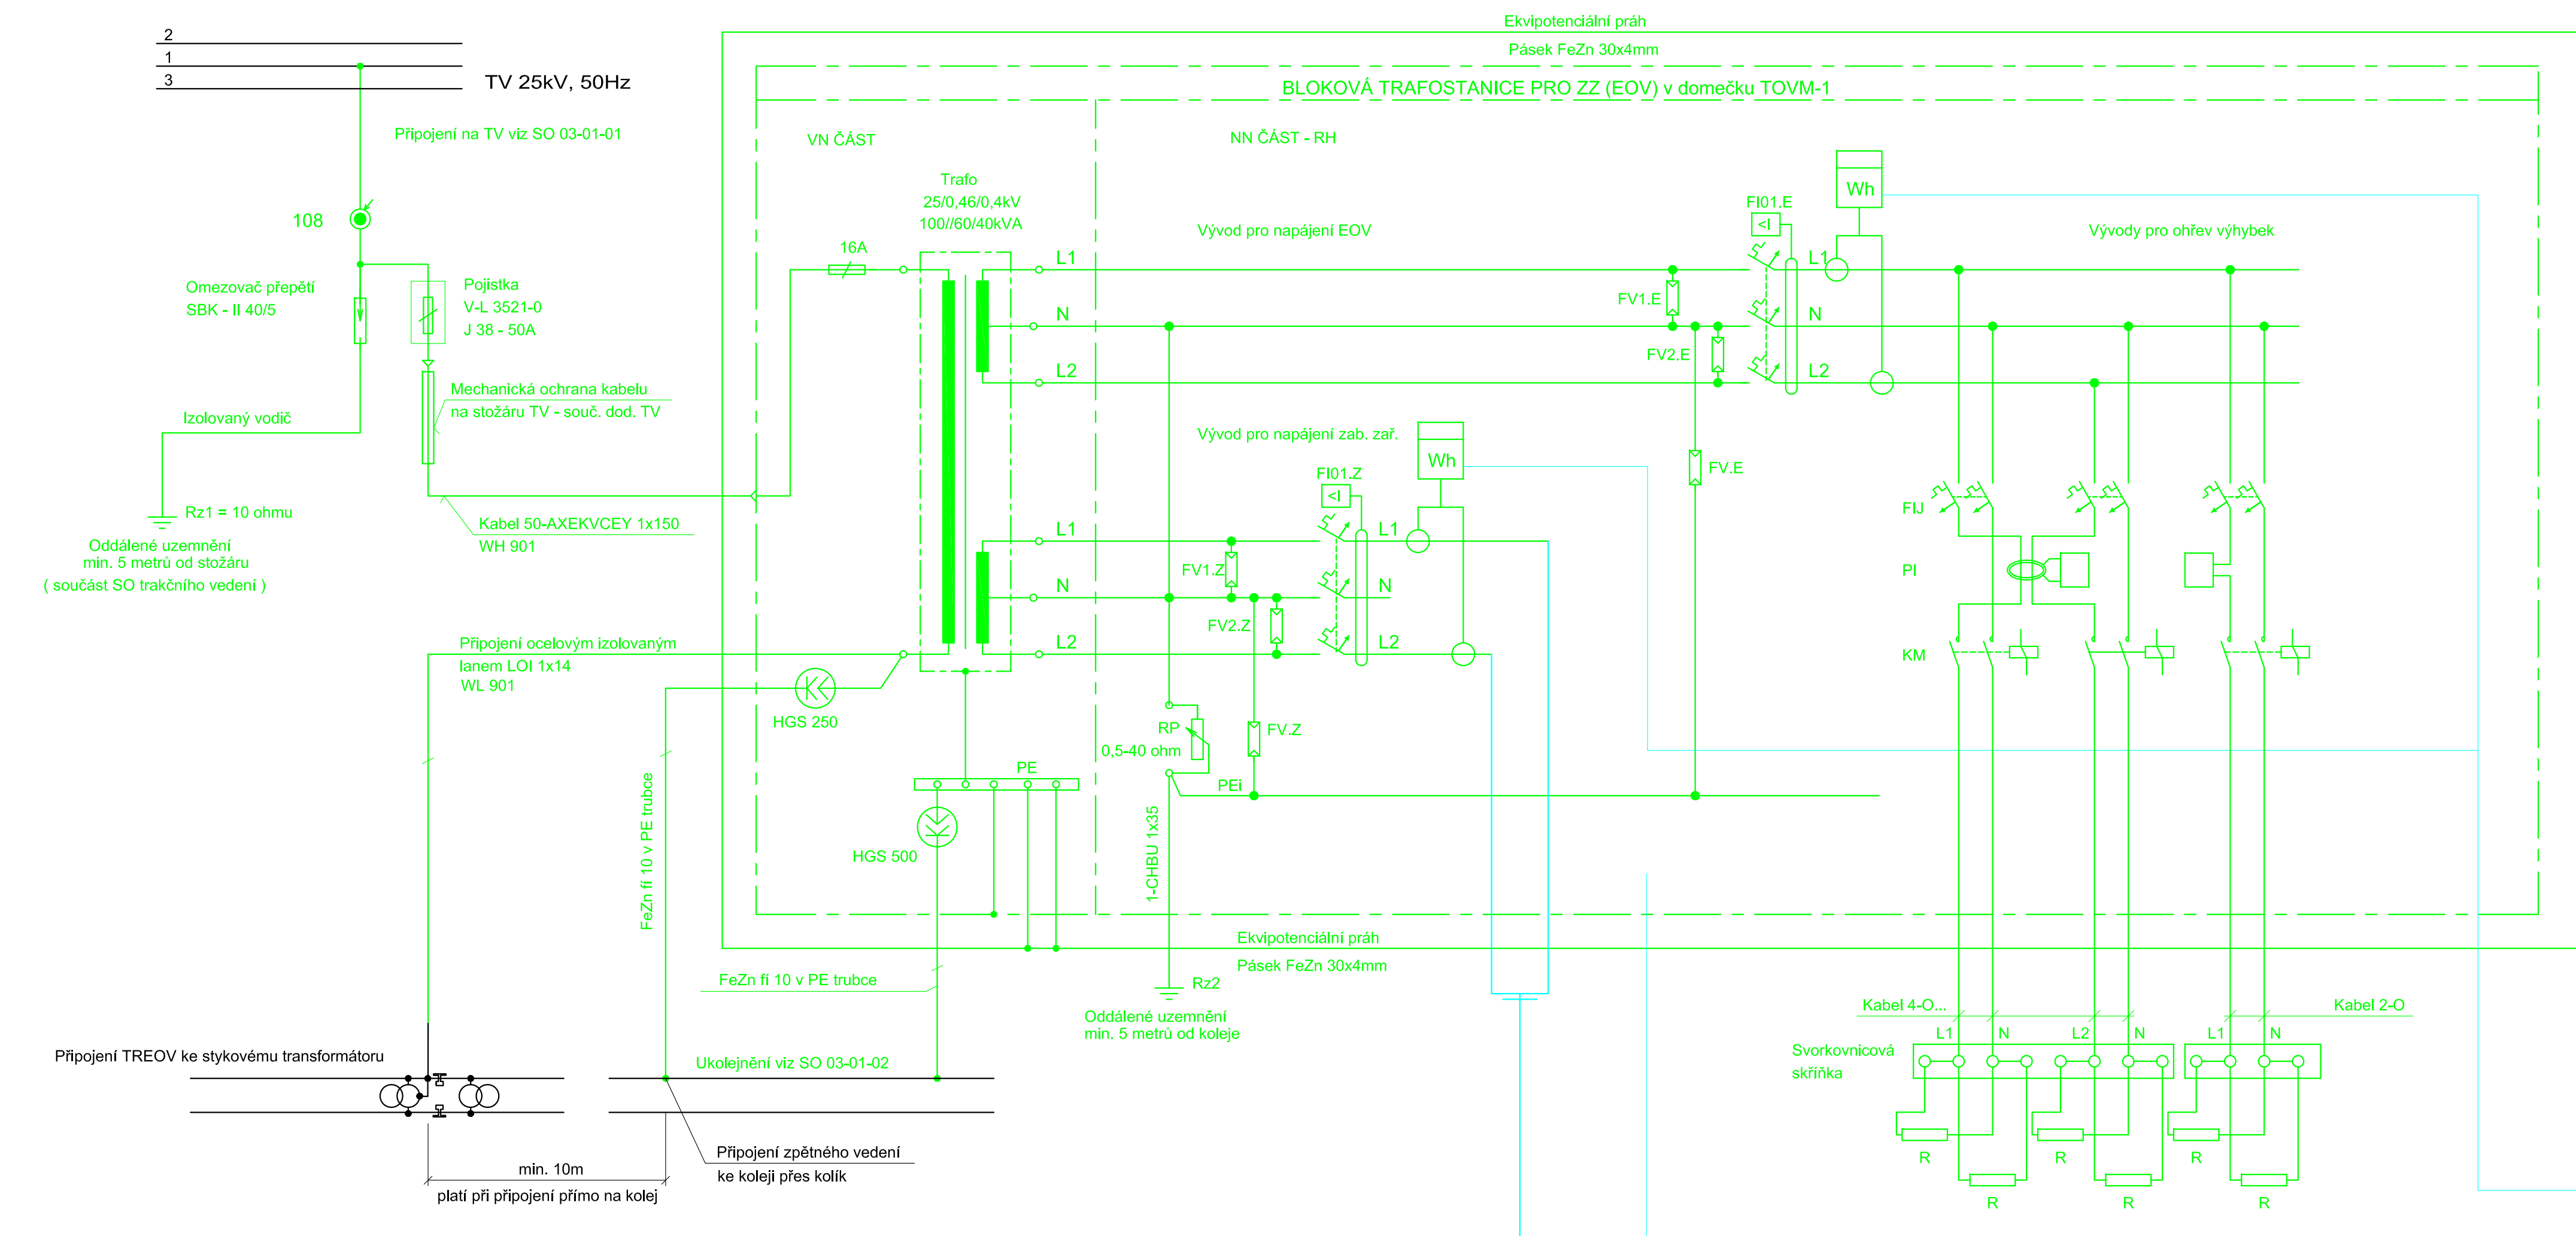 Ekvipotenciální práh
Pásek FeZn 30x4mm
2
1
3
TV 25kV, 50Hz
BLOKOVÁ TRAFOSTANICE PRO ZZ (EOV) v domečku TOVM-1
Připojení na TV viz SO 03-01-01
VN ČÁST
NN ČÁST - RH
Trafo
25/0,46/0,4kV
100//60/40kVA
108
16A
Vývod pro napájení EOV
FI01.E
<I
Wh
Vývody pro ohřev výhybek
L1
L1
Omezovač přepětí
SBK - II 40/5
Pojistka
V-L 3521-0
J 38 - 50A
FV1.E
N
N
FV2.E
L2
L2
Mechanická ochrana kabelu
na stožáru TV - souč. dod. TV
Izolovaný vodič
Vývod pro napájení zab. zař.
Wh
FI01.Z
<I
FV.E
Rz1 = 10 ohmu
Kabel 50-AXEKVCEY 1x150
WH 901
Oddálené uzemnění
min. 5 metrů od stožáru
( součást SO trakčního vedení )
L1
L1
FV1.Z
N
N
FV2.Z
L2
L2
FIJ
PI
KM
Připojení ocelovým izolovaným
lanem LOI 1x14
WL 901
HGS 250
RP
0,5-40 ohm
FV.Z
PE
PEi
FeZn fí 10 v PE trubce
HGS 500
1-CHBU 1x35
Ekvipotenciální práh
Pásek FeZn 30x4mm
FeZn fí 10 v PE trubce
Rz2
Oddálené uzemnění
min. 5 metrů od koleje
Kabel 4-O...
Kabel 2-O
L1
N
L2
N
L1
N
Svorkovnicová
skříňka
Připojení TREOV ke stykovému transformátoru
Ukolejnění viz SO 03-01-02
Připojení zpětného vedení
ke koleji přes kolík
min. 10m
platí při připojení přímo na kolej
R
R
R
R
R
R